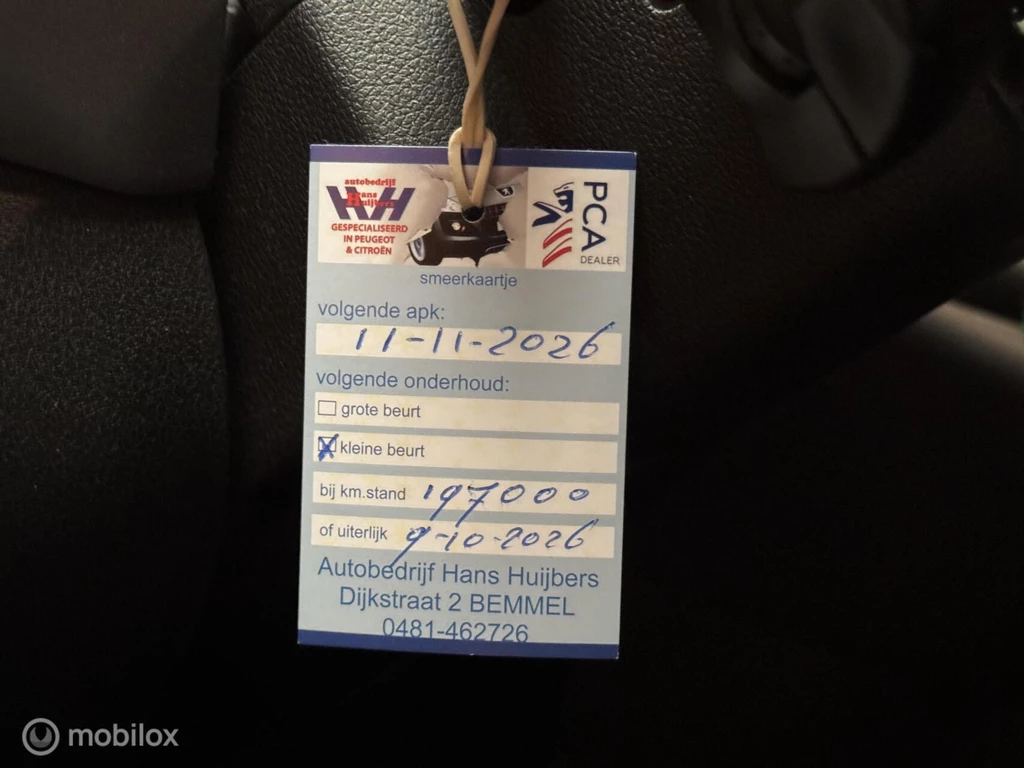 autobedrijf
Hans
Huijbers
HVH
GESPECIALISEERD
IN PEUGEOT
& CITROËN
PCA
DEALER
smeerkaartje
volgende apk:
11-11-2026
volgende onderhoud:
grote beurt
kleine beurt
bij km.stand 197000
of uiterlijk 9-10-2026
Autobedrijf Hans Huijbers
Dijkstraat 2 BEMMEL
0481-462726
mobilox